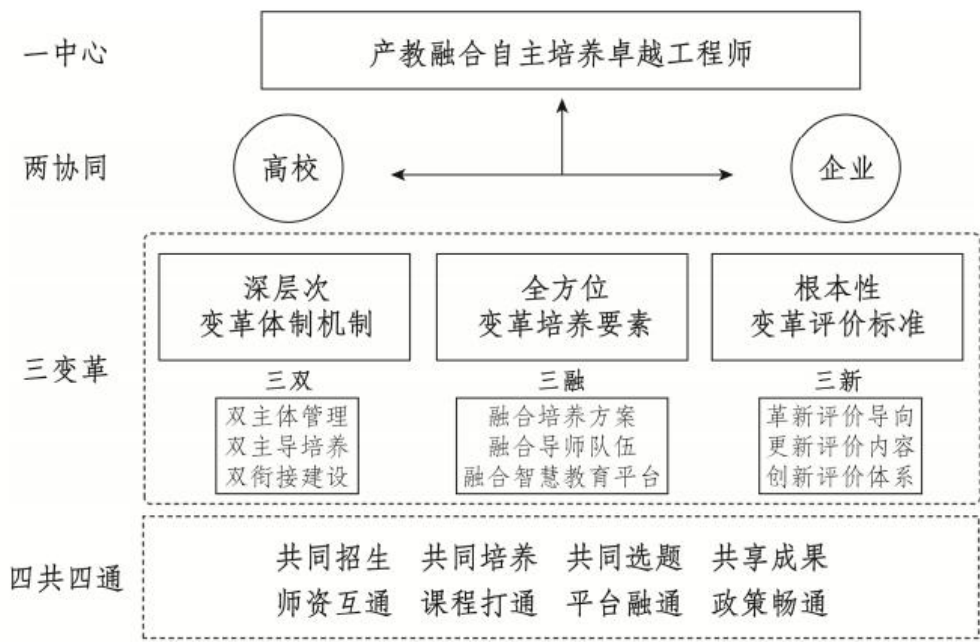 一中心
产教融合自主培养卓越工程师
两协同
高校
企业
三变革
深层次
变革体制机制
三双
双主体管理
双主导培养
双衔接建设
全方位
变革培养要素
三融
融合培养方案
融合导师队伍
融合智慧教育平台
根本性
变革评价标准
三新
革新评价导向
更新评价内容
创新评价体系
四共四通
共同招生 共同培养 共同选题 共享成果
师资互通 课程打通 平台融通 政策畅通